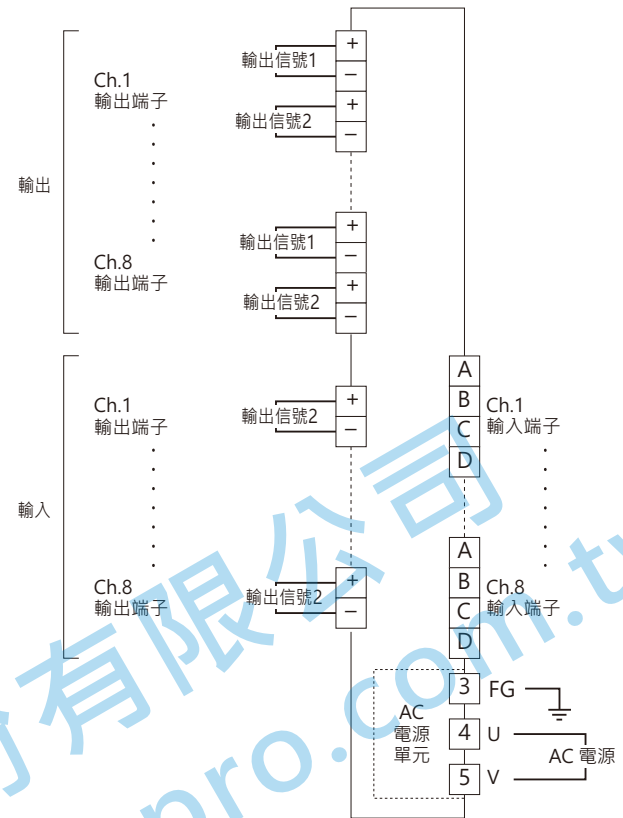 輸出
Ch.1
輸出端子
輸出信號1
+
−
輸出信號2
+
−
Ch.8
輸出端子
輸出信號1
+
−
輸出信號2
+
−
輸入
Ch.1
輸出端子
輸出信號2
+
−
Ch.8
輸出端子
輸出信號2
+
−
A
B
C
D
Ch.1
輸入端子
A
B
C
D
Ch.8
輸入端子
AC
電源
單元
3 FG
4 U
5 V
AC 電源
有限公司
pro.com.tw